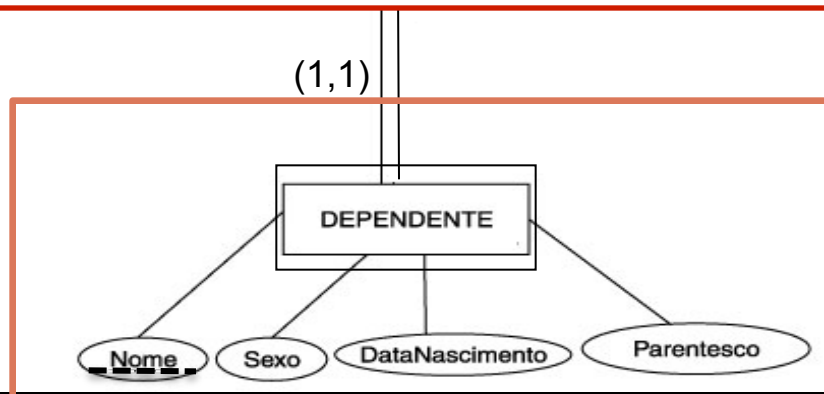 (1,1)
DEPENDENTE
Nome
Sexo
DataNascimento
Parentesco